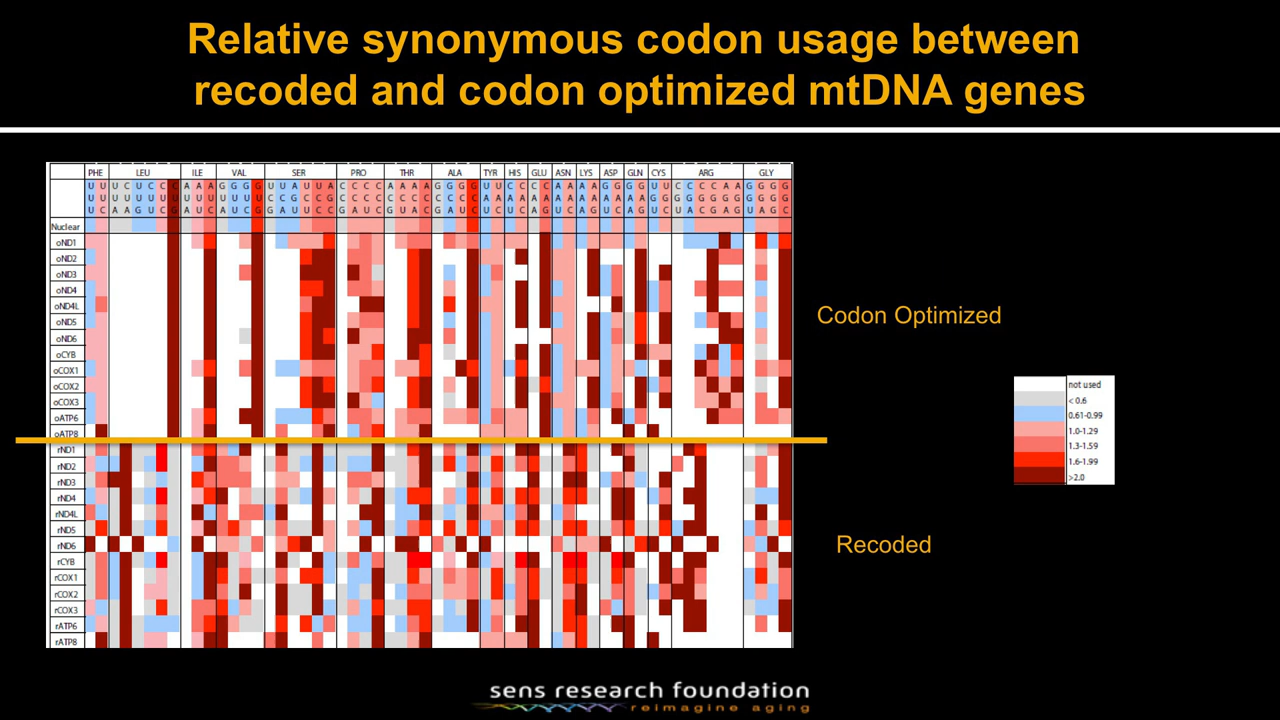 Relative synonymous codon usage between
recoded and codon optimized mtDNA genes
PHE LEU ILE VAL SER PRO THR ALA TYR HIS GLU ASN LYS ASP GLN CYS ARG GLY
U U U C U C C C A A A G G G G U U A U U A C C C C A A A A G G G G U U C C C C A A A A G G G G U U C C C C A A G G G G
U U U U U U U U U U U U U U U C C G C C G C C C C C C C C C C C C A A A A A A A A A A A A A A G G G G G G G G G G G G
U C A A G U C G A U C A U C G G A U U C C G A U C G U A C G A U C U C U C A G U C A G U C A G U C U A C G A G U A G C
Nuclear
oND1
oND2
oND3
oND4
oND4L
oND5
oND6
oCYB
oCOX1
oCOX2
oCOX3
oATP6
oATP8
rND1
rND2
rND3
rND4
rND4L
rND5
rND6
rCYB
rCOX1
rCOX2
rCOX3
rATP6
rATP8
Codon Optimized
Recoded
not used
< 0.6
0.61-0.99
1.0-1.29
1.3-1.59
1.6-1.99
>2.0
sens research foundation
reimagine aging